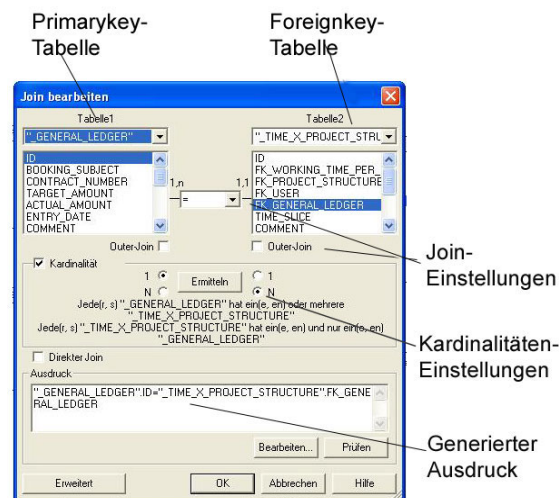 Primarykey-
Tabelle
Foreignkey-
Tabelle
Join bearbeiten
Tabelle1
Tabelle2
"_GENERAL_LEDGER"
"_TIME_X_PROJECT_STRL
ID
BOOKING_SUBJECT
CONTRACT_NUMBER
TARGET_AMOUNT
ACTUAL_AMOUNT
ENTRY_DATE
COMMENT
1,n
=
1,1
ID
FK_WORKING_TIME_PER_
FK_PROJECT_STRUCTURE
FK_USER
FK_GENERAL_LEDGER
TIME_SLICE
COMMENT
Outer-Join
Outer-Join
Join-
Einstellungen
Kardinalität
1
N
Ermitteln
1
N
Jede(r, s) "_GENERAL_LEDGER" hat ein(e, en) oder mehrere
"_TIME_X_PROJECT_STRUCTURE"
Jede(r, s) "_TIME_X_PROJECT_STRUCTURE" hat ein(e, en) und nur ein(e, en)
"_GENERAL_LEDGER"
Kardinalitäten-
Einstellungen
Direkter Join
Ausdruck
"_GENERAL_LEDGER".ID="_TIME_X_PROJECT_STRUCTURE".FK_GENE
RAL_LEDGER
Generierter
Ausdruck
Bearbeiten...
Prüfen
Erweitert
OK
Abbrechen
Hilfe